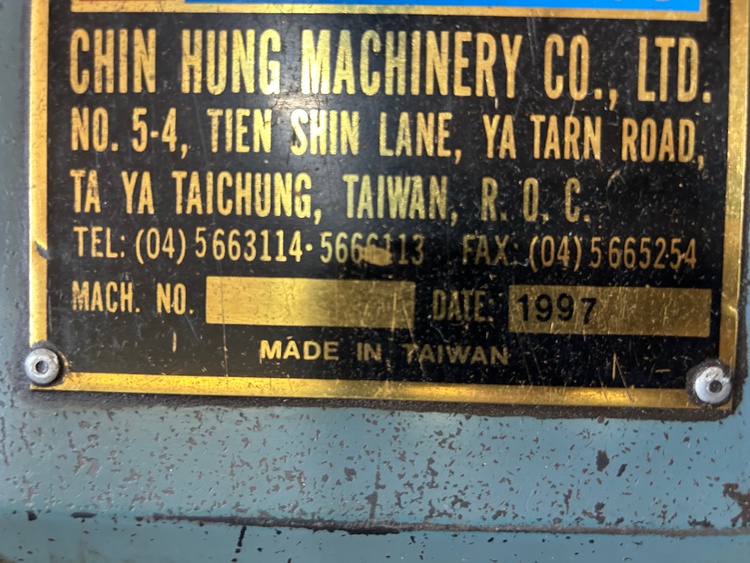 CHIN HUNG MACHINERY CO., LTD.
NO. 5-4, TIEN SHIN LANE, YA TARN ROAD,
TA YA TAICHUNG, TAIWAN, R. O. C.
TEL: (04) 5663114·5666113 FAX: (04) 5665254
MACH. NO. DATE: 1997
MADE IN TAIWAN